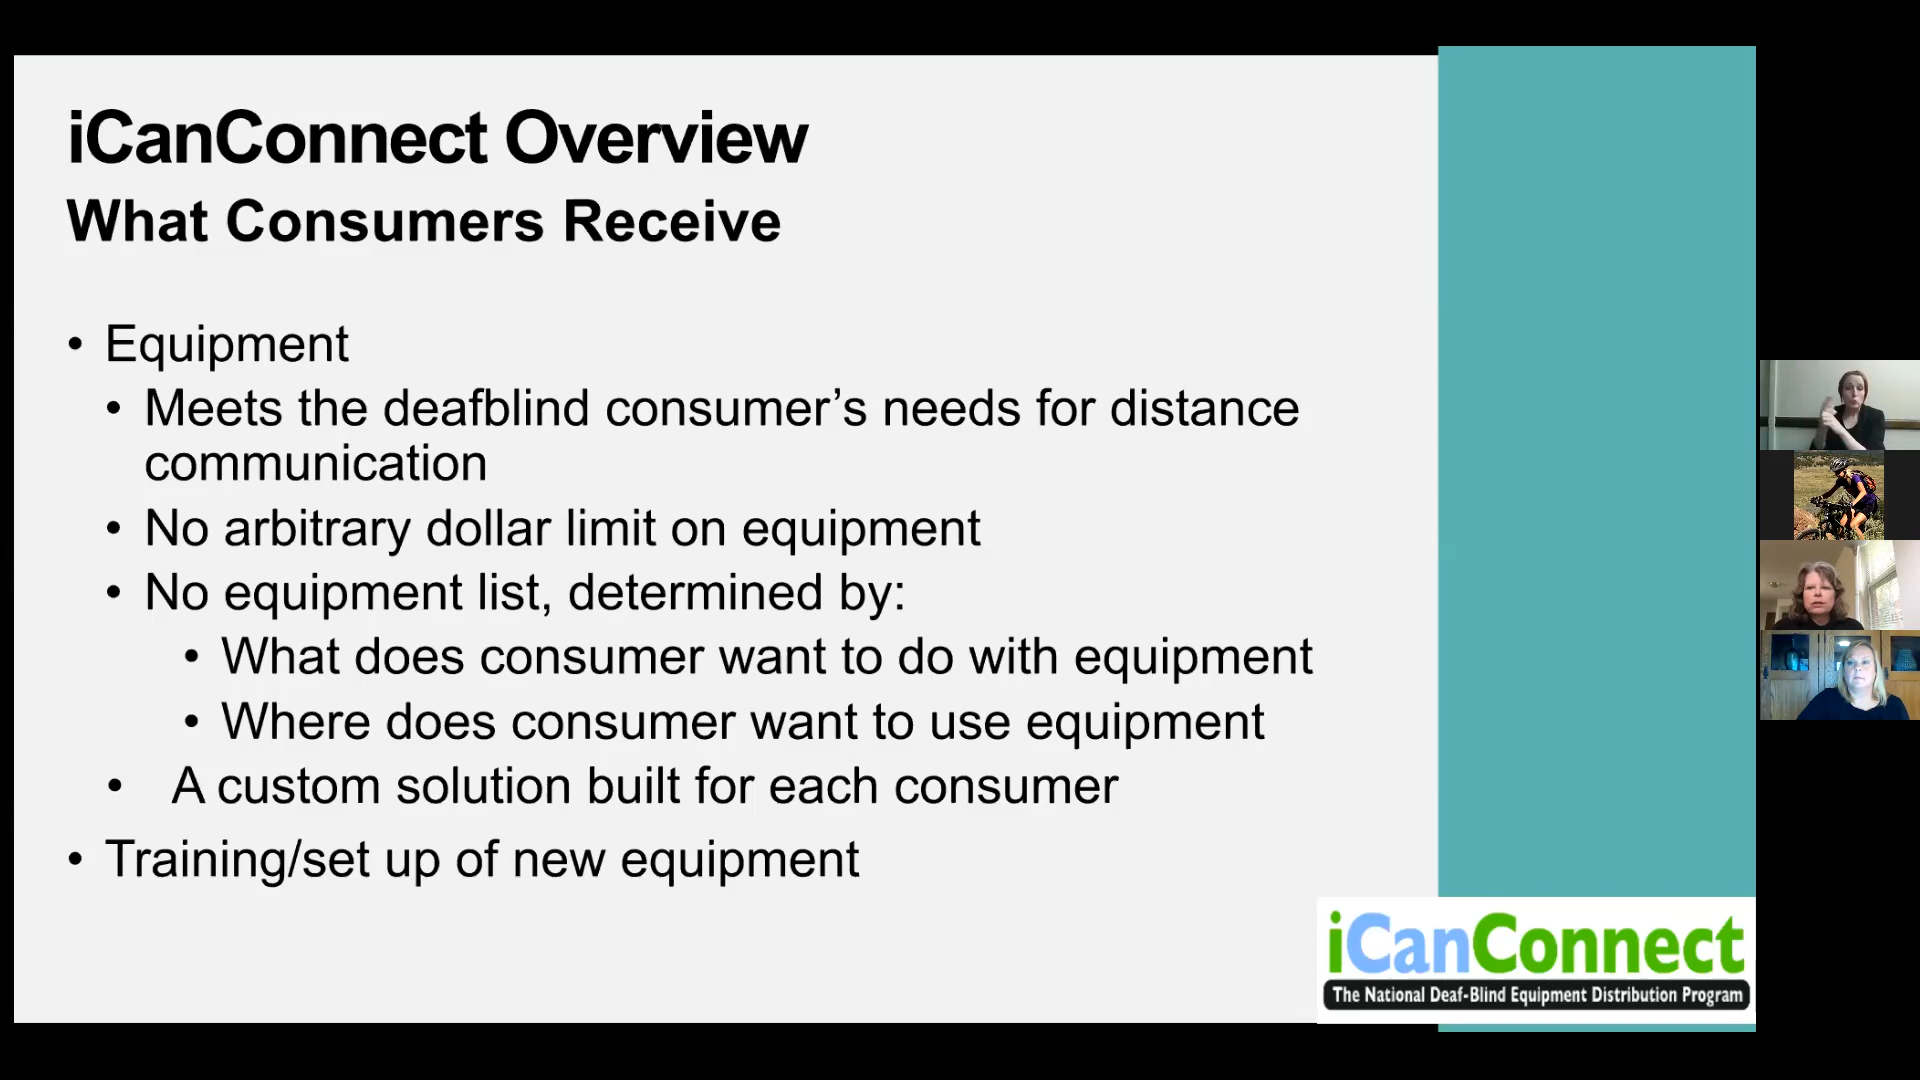 iCanConnect Overview
What Consumers Receive
• Equipment
• Meets the deafblind consumer’s needs for distance
communication
• No arbitrary dollar limit on equipment
• No equipment list, determined by:
• What does consumer want to do with equipment
• Where does consumer want to use equipment
• A custom solution built for each consumer
• Training/set up of new equipment
iCanConnect
The National Deaf-Blind Equipment Distribution Program